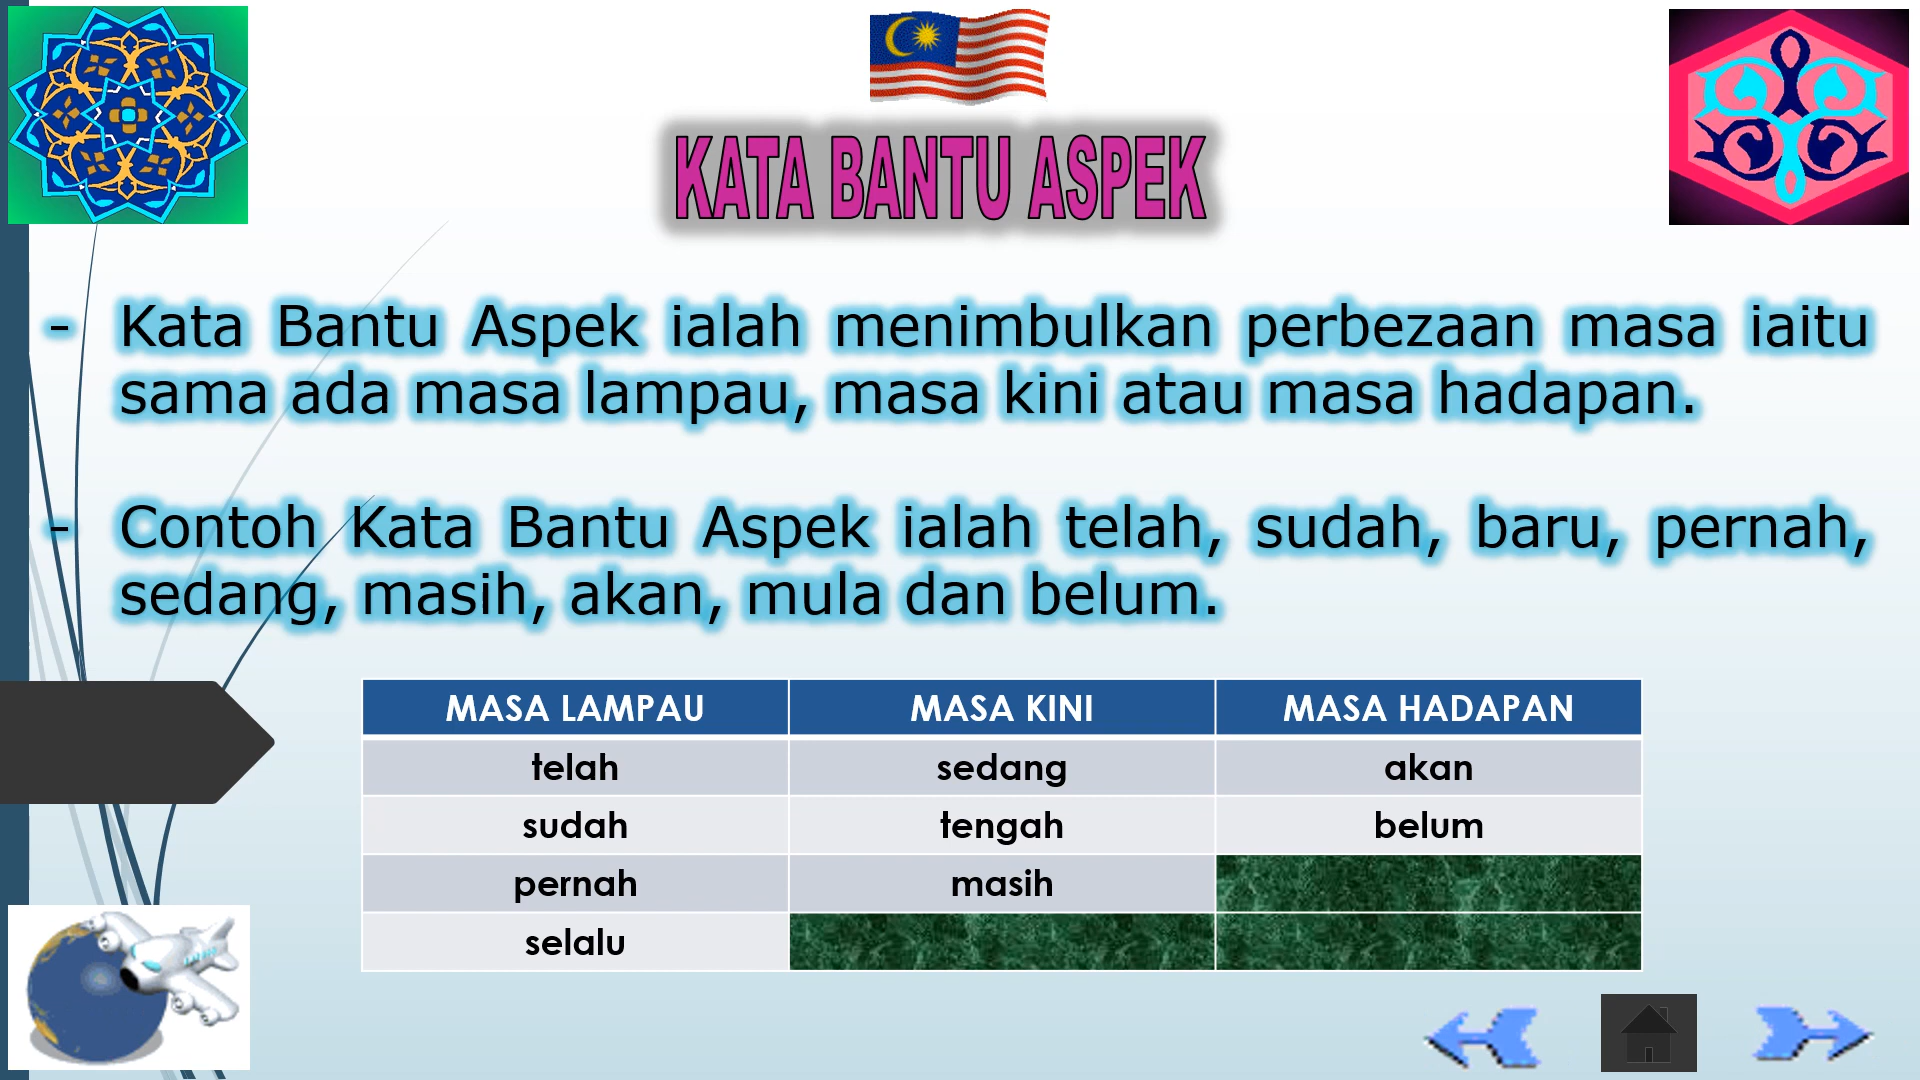 KATA BANTU ASPEK
- Kata Bantu Aspek ialah menimbulkan perbezaan masa iaitu
sama ada masa lampau, masa kini atau masa hadapan.
- Contoh Kata Bantu Aspek ialah telah, sudah, baru, pernah,
sedang, masih, akan, mula dan belum.
MASA LAMPAU MASA KINI MASA HADAPAN
telah sedang akan
sudah tengah belum
pernah masih
selalu